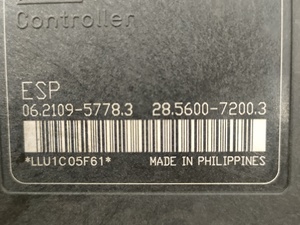 Controller
ESP
06.2109-5778.3 28.5600-7200.3
*LLU1C05F61* MADE IN PHILIPPINES